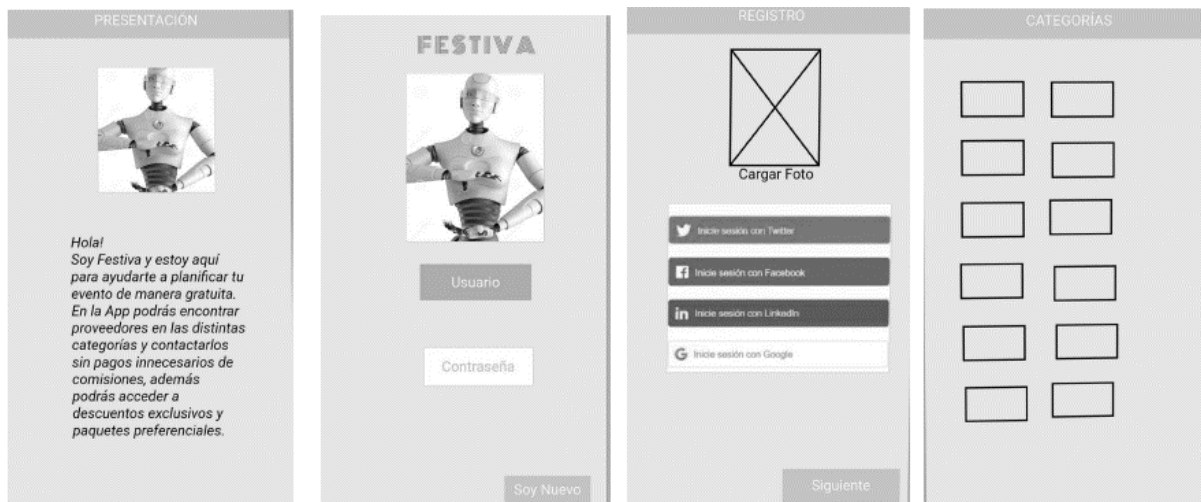 PRESENTACIÓN
Hola!
Soy Festiva y estoy aquí
para ayudarte a planificar tu
evento de manera gratuita.
En la App podrás encontrar
proveedores en las distintas
categorías y contactarlos
sin pagos innecesarios de
comisiones, además
podrás acceder a
descuentos exclusivos y
paquetes preferenciales.
FESTIVA
Usuario
Contraseña
Soy Nuevo
REGISTRO
Cargar Foto
Inicie sesión con Twitter
Inicie sesión con Facebook
Inicie sesión con LinkedIn
Inicie sesión con Google
Siguiente
CATEGORÍAS